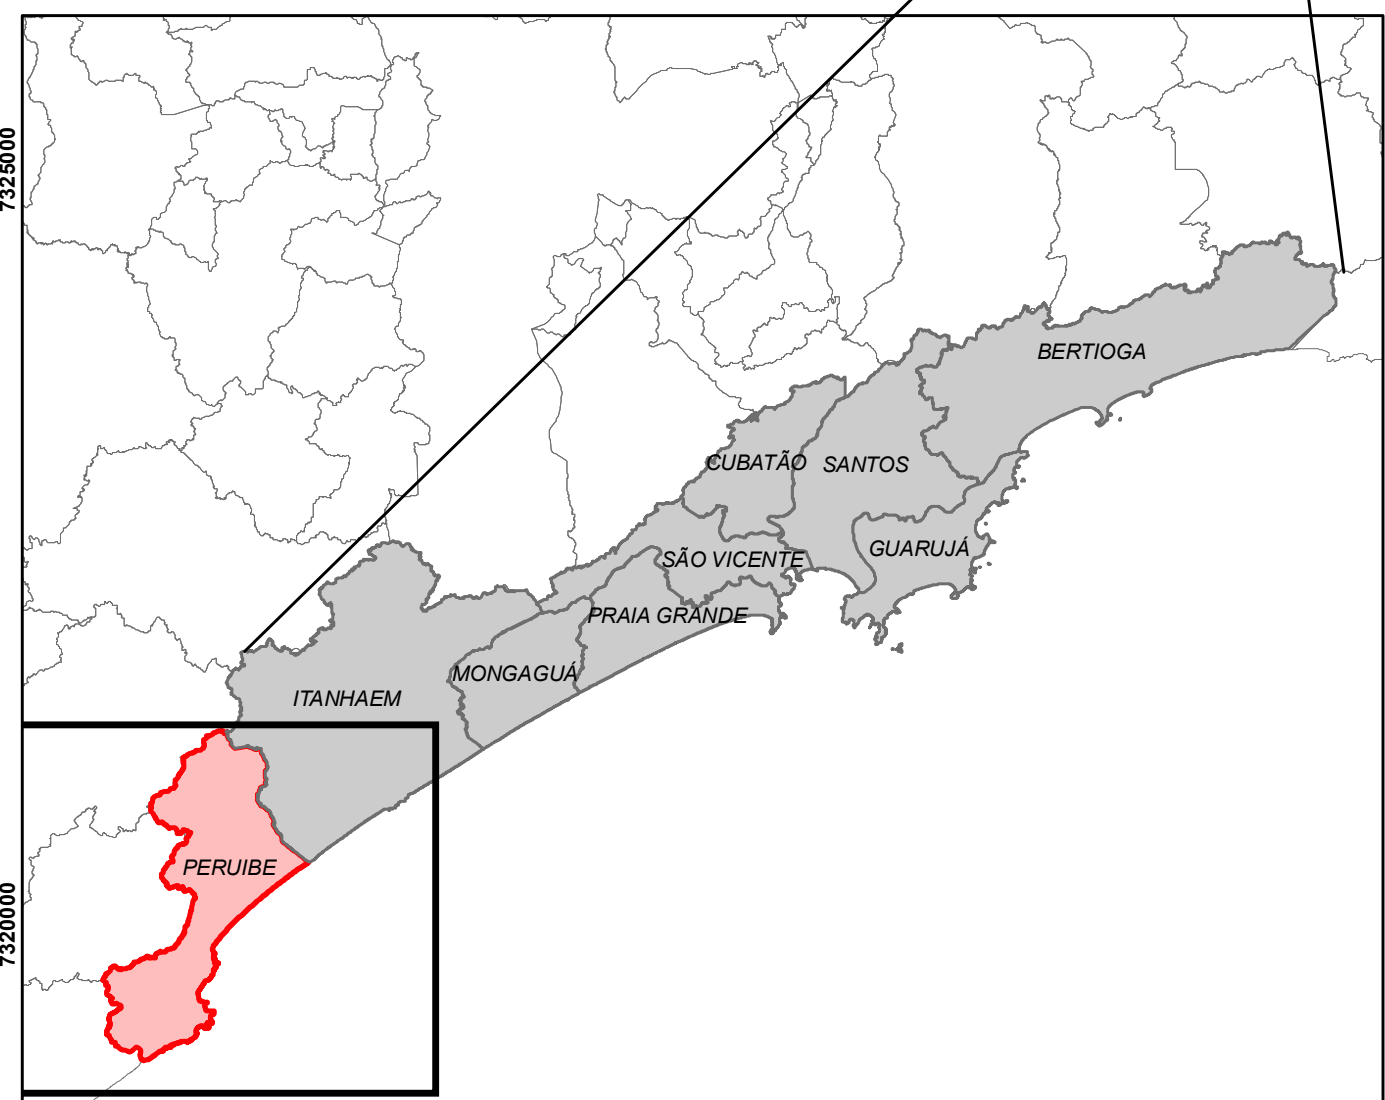 7325000
BERTIOGA
CUBATÃO
SANTOS
GUARUJÁ
SÃO VICENTE
PRAIA GRANDE
MONGAGUÁ
ITANHAEM
PERUIBE
7320000